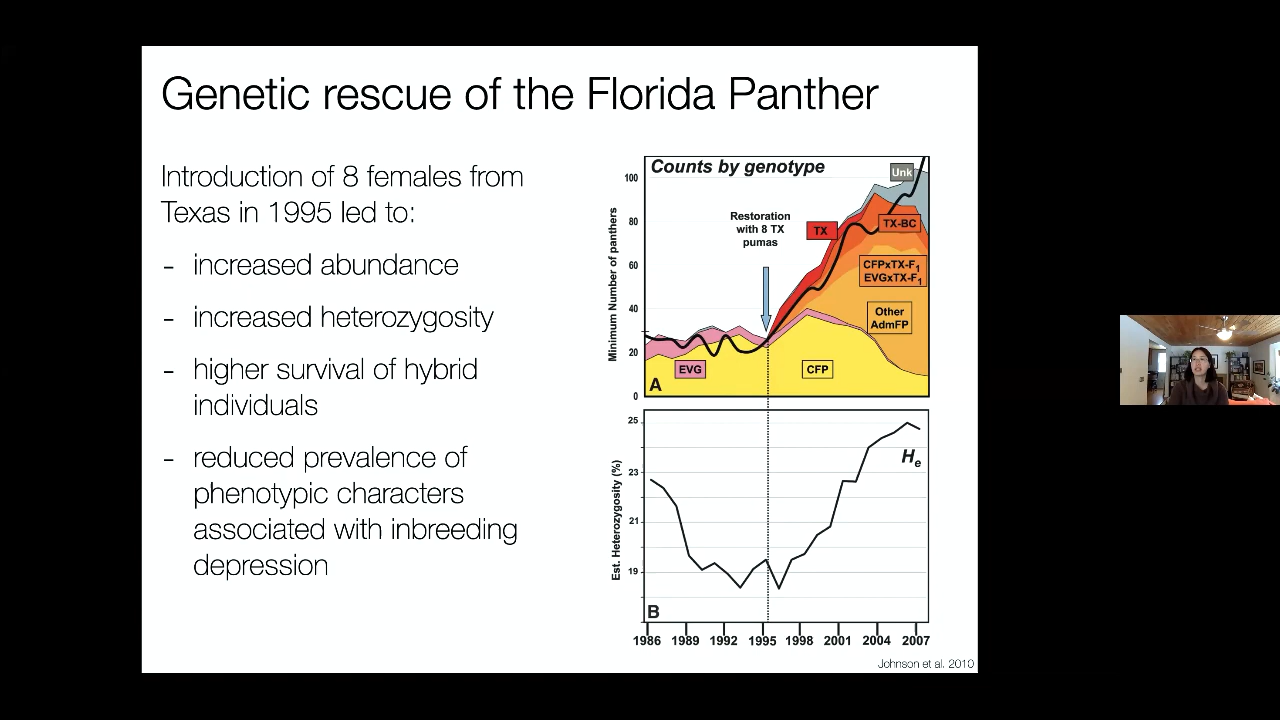 Genetic rescue of the Florida Panther
Introduction of 8 females from
Texas in 1995 led to:
- increased abundance
- increased heterozygosity
- higher survival of hybrid
individuals
- reduced prevalence of
phenotypic characters
associated with inbreeding
depression
Counts by genotype
Minimum Number of panthers
100
80
60
40
20
0
Restoration
with 8 TX
pumas
Unk
TX
TX-BC
CFPxTX-F1
EVGxTX-F1
Other
AdmFP
EVG
CFP
A
Est. Heterozygosity (%)
25
23
21
19
He
B
1986 1989 1992 1995 1998 2001 2004 2007
Johnson et al. 2010